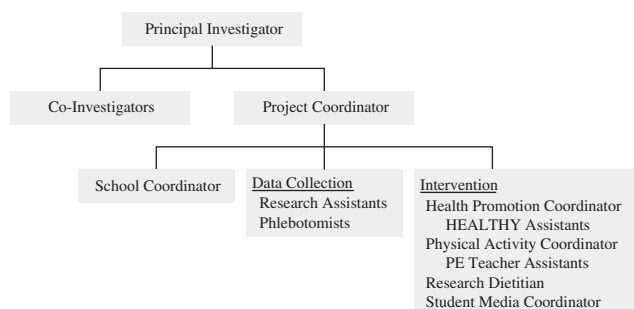 Principal Investigator
Co-Investigators
Project Coordinator
School Coordinator
Data Collection
Research Assistants
Phlebotomists
Intervention
Health Promotion Coordinator
HEALTHY Assistants
Physical Activity Coordinator
PE Teacher Assistants
Research Dietitian
Student Media Coordinator